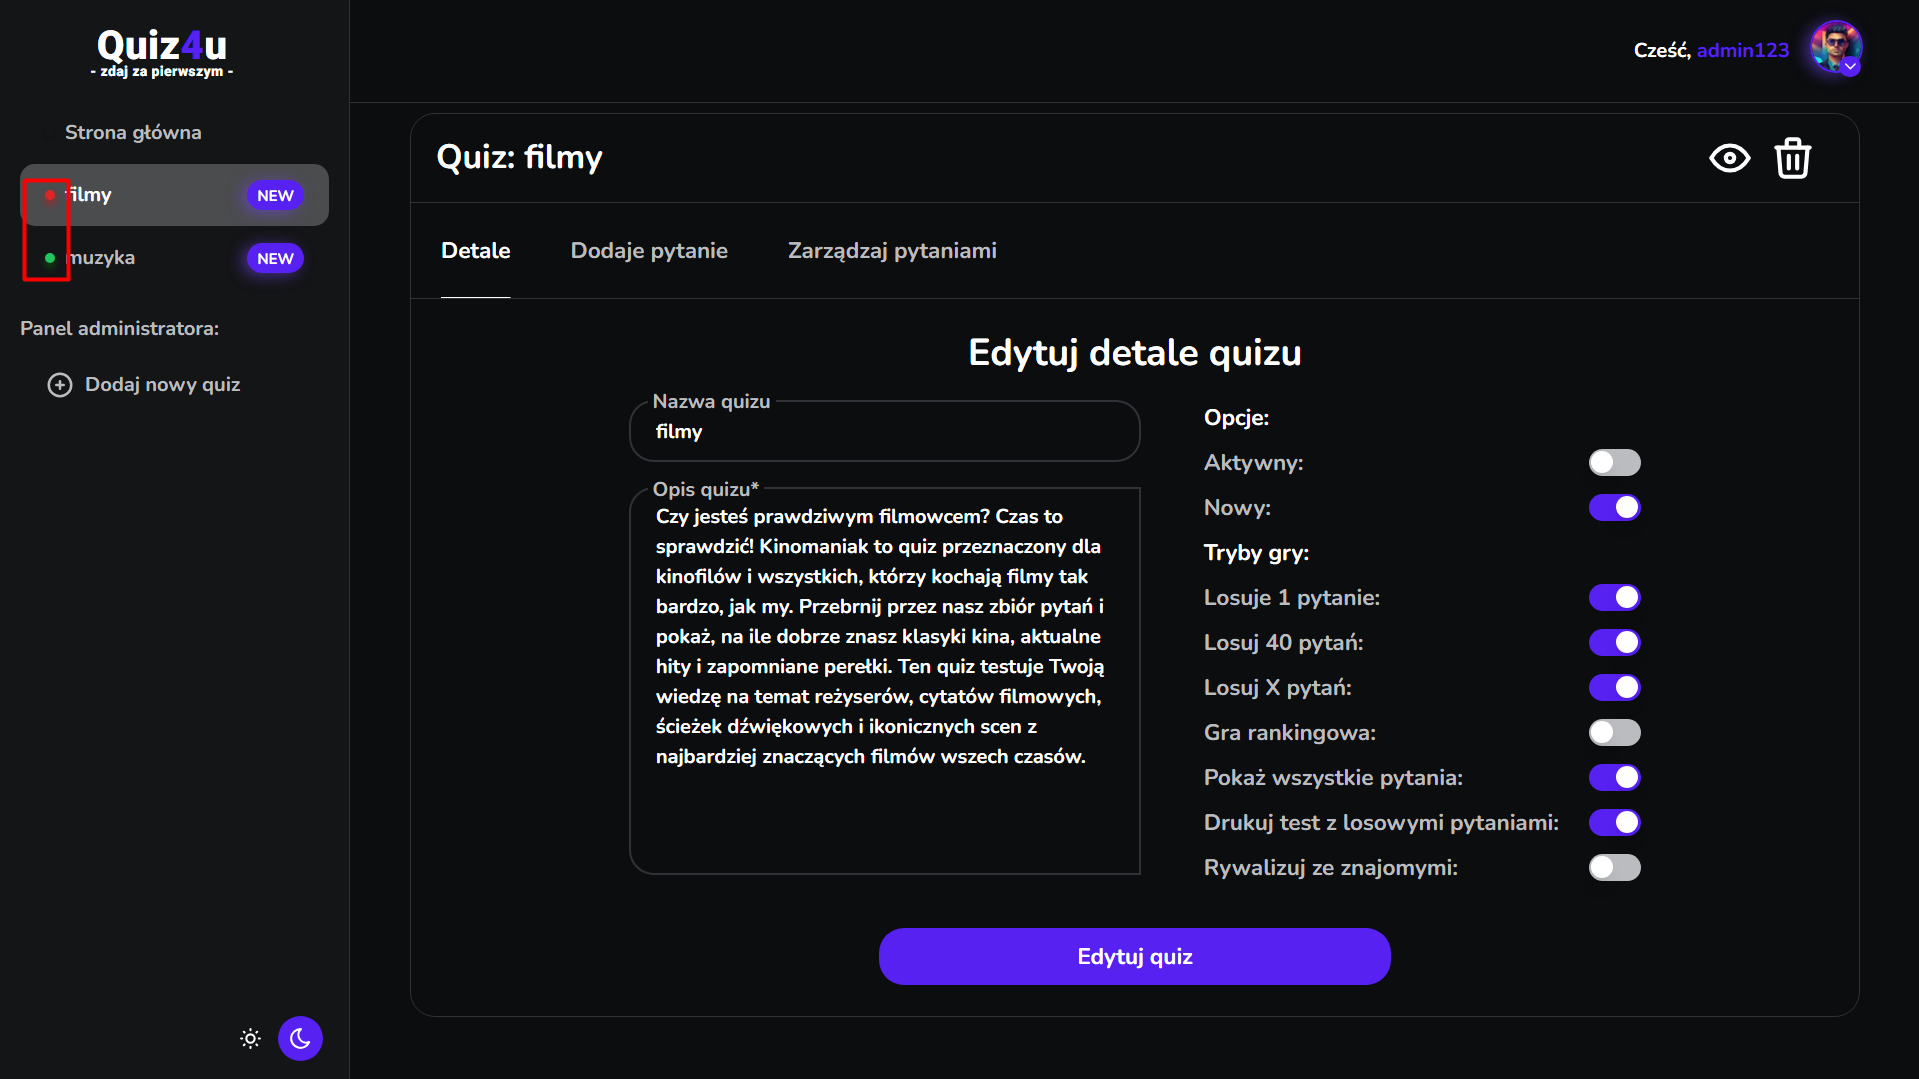 Quiz4u
- zdaj za pierwszym -
Cześć, admin123
Strona główna
filmy NEW
muzyka NEW
Panel administratora:
Dodaj nowy quiz
Quiz: filmy
Detale Dodaje pytanie Zarządzaj pytaniami
Edytuj detale quizu
Nazwa quizu
filmy
Opis quizu*
Czy jesteś prawdziwym filmowcem? Czas to
sprawdzić! Kinomaniak to quiz przeznaczony dla
kinofilów i wszystkich, którzy kochają filmy tak
bardzo, jak my. Przebrnij przez nasz zbiór pytań i
pokaż, na ile dobrze znasz klasyki kina, aktualne
hity i zapomniane perełki. Ten quiz testuje Twoją
wiedzę na temat reżyserów, cytatów filmowych,
ścieżek dźwiękowych i ikonicznych scen z
najbardziej znaczących filmów wszech czasów.
Opcje:
Aktywny:
Nowy:
Tryby gry:
Losuje 1 pytanie:
Losuj 40 pytań:
Losuj X pytań:
Gra rankingowa:
Pokaż wszystkie pytania:
Drukuj test z losowymi pytaniami:
Rywalizuj ze znajomymi:
Edytuj quiz